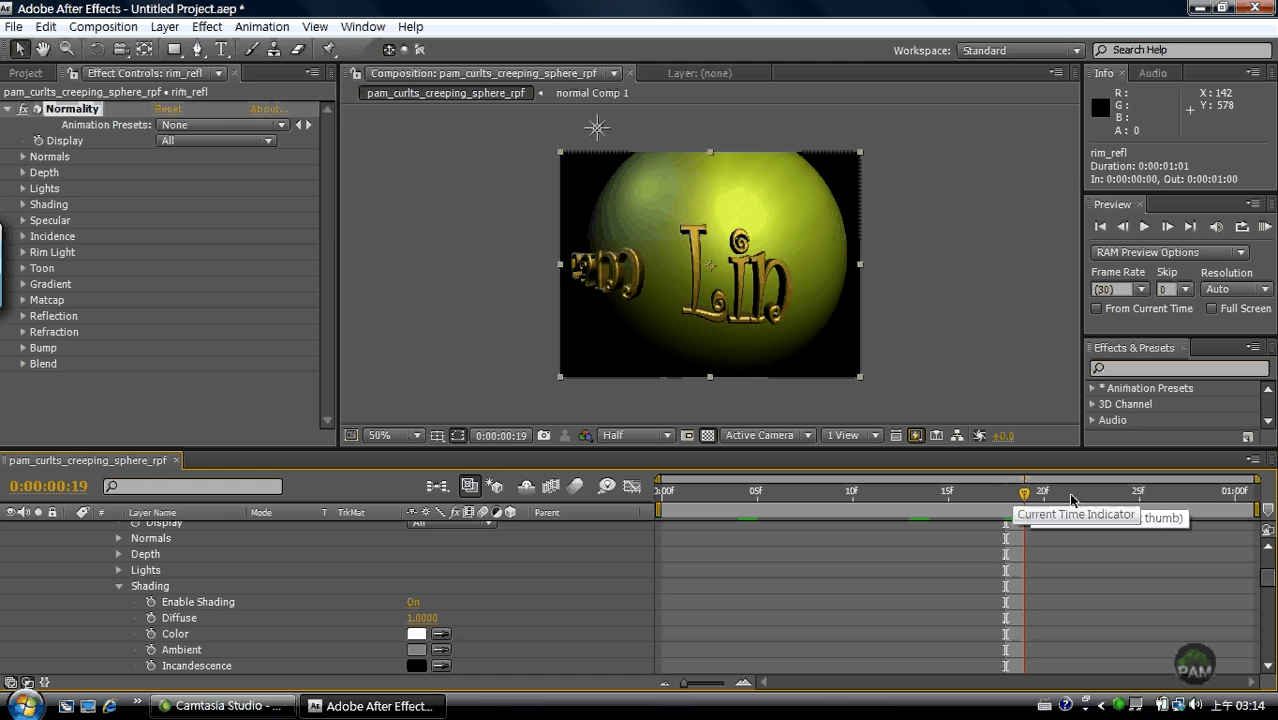 Adobe After Effects - Untitled Project.aep *
File Edit Composition Layer Effect Animation View Window Help
Workspace: Standard Search Help
Project Effect Controls: rim_refl
pam_curlts_creeping_sphere_rpf • rim_refl
fx Normality Reset About...
Animation Presets: None
Display All
Normals
Depth
Lights
Shading
Specular
Incidence
Rim Light
Toon
Gradient
Matcap
Reflection
Refraction
Bump
Blend
Composition: pam_curlts_creeping_sphere_rpf Layer: (none)
pam_curlts_creeping_sphere_rpf normal Comp 1
Lin
50% 0:00:00:19 Half Active Camera 1 View +0.0
Info Audio
R : X : 142
G : Y : 578
B :
A : 0
rim_refl
Duration: 0:00:01:01
In: 0:00:00:00, Out: 0:00:01:00
Preview
RAM Preview Options
Frame Rate Skip Resolution
(30) 0 Auto
From Current Time Full Screen
Effects & Presets
* Animation Presets
3D Channel
Audio
pam_curlts_creeping_sphere_rpf
0:00:00:19
# Layer Name Mode T TrkMat Parent
0:00f 05f 10f 15f 20f 25f 01:00f
Current Time Indicator
thumb)
Display All
Normals
Depth
Lights
Shading
Enable Shading On
Diffuse 1.0000
Color
Ambient
Incandescence
PAM
Camtasia Studio - ... Adobe After Effect... 上午 03:14